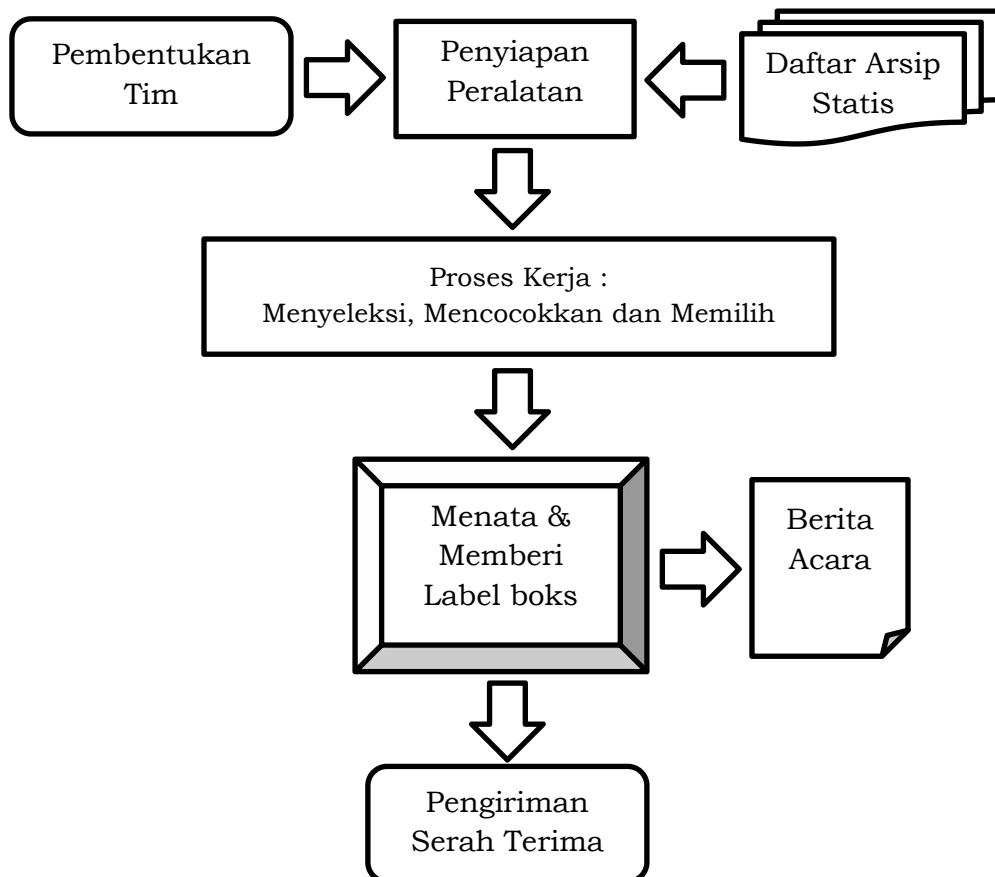 Pembentukan
Tim
Penyiapan
Peralatan
Daftar Arsip
Statis
Proses Kerja :
Menyeleksi, Mencocokkan dan Memilih
Menata &
Memberi
Label boks
Berita
Acara
Pengiriman
Serah Terima